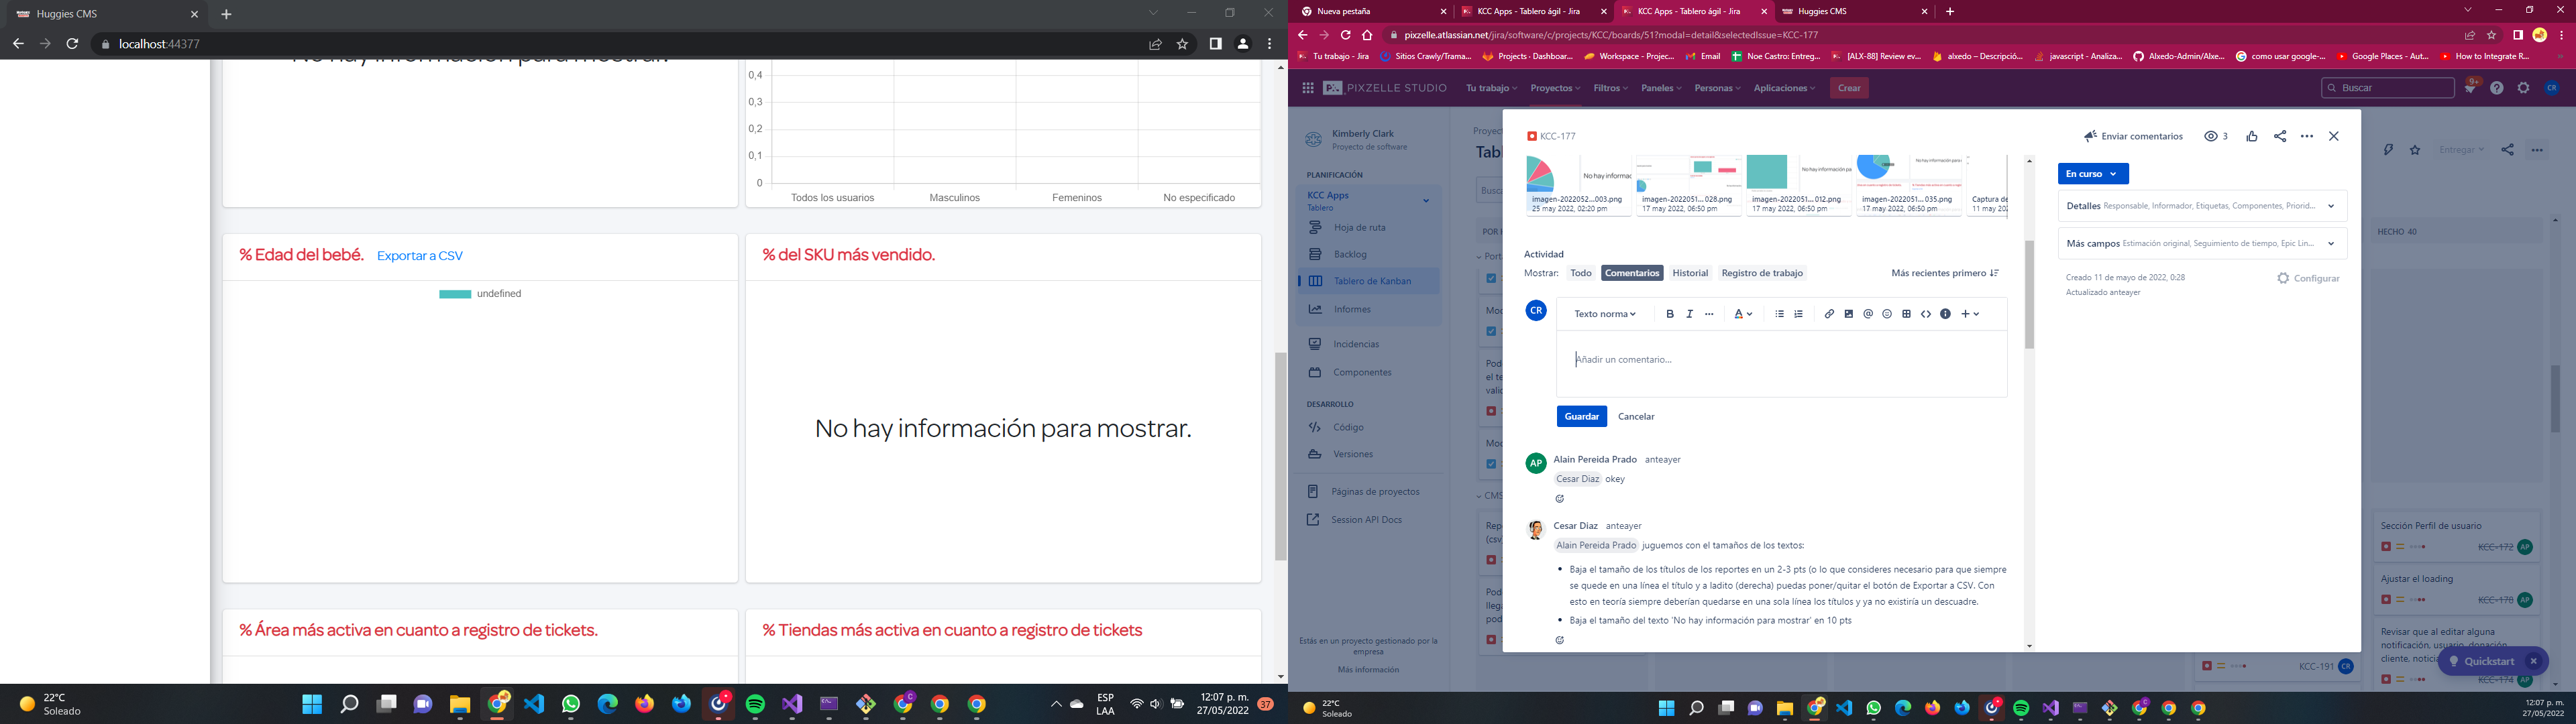 Huggies CMS
localhost:44377
No hay información para mostrar.
0,4
0,3
0,2
0,1
0
Todos los usuarios
Masculinos
Femeninos
No especificado
% Edad del bebé.
Exportar a CSV
undefined
% del SKU más vendido.
No hay información para mostrar.
% Área más activa en cuanto a registro de tickets.
% Tiendas más activa en cuanto a registro de tickets
22°C
Soleado
ESP
LAA
12:07 p. m.
27/05/2022
37
Nueva pestaña
KCC Apps - Tablero ágil - Jira
KCC Apps - Tablero ágil - Jira
Huggies CMS
pixzelle.atlassian.net/jira/software/c/projects/KCC/boards/51?modal=detail&selectedIssue=KCC-177
Tu trabajo - Jira
Sitios Crawly/Trama...
Projects · Dashboar...
Workspace - Projec...
Email
Noe Castro: Entreg...
[ALX-88] Review ev...
alxedo – Descripció...
javascript - Analiza...
Alxedo-Admin/Alxe...
como usar google-...
Google Places - Aut...
How to Integrate R...
PIXZELLE STUDIO
Tu trabajo
Proyectos
Filtros
Paneles
Personas
Aplicaciones
Crear
Buscar
9+
CR
Kimberly Clark
Proyecto de software
PLANIFICACIÓN
KCC Apps
Tablero
Hoja de ruta
Backlog
Tablero de Kanban
Informes
Incidencias
Componentes
DESARROLLO
Código
Versiones
Páginas de proyectos
Session API Docs
Estás en un proyecto gestionado por la
empresa
Más información
KCC-177
Enviar comentarios
3
imagen-2022052...003.png
25 may 2022, 02:20 pm
imagen-2022051...028.png
17 may 2022, 06:50 pm
imagen-2022051...012.png
17 may 2022, 06:50 pm
imagen-2022051...035.png
17 may 2022, 06:50 pm
Captura de
11 may 202
Actividad
Mostrar:
Todo
Comentarios
Historial
Registro de trabajo
Más recientes primero
CR
Texto norma
Añadir un comentario...
Guardar
Cancelar
AP
Alain Pereida Prado anteayer
Cesar Diaz okey
Cesar Diaz anteayer
Alain Pereida Prado juguemos con el tamaños de los textos:
• Baja el tamaño de los títulos de los reportes en un 2-3 pts (o lo que consideres necesario para que siempre
se quede en una línea el título y a ladito (derecha) puedas poner/quitar el botón de Exportar a CSV. Con
esto en teoría siempre deberían quedarse en una sola línea los títulos y ya no existiría un descuadre.
• Baja el tamaño del texto 'No hay información para mostrar' en 10 pts
En curso
Detalles Responsable, Informador, Etiquetas, Componentes, Priorid...
Más campos Estimación original, Seguimiento de tiempo, Epic Lin...
Creado 11 de mayo de 2022, 0:28
Actualizado anteayer
Configurar
Entregar
HECHO 40
Sección Perfil de usuario
KCC-172
AP
Ajustar el loading
KCC-178
AP
Revisar que al editar alguna
notificación, usuario, donación,
KCC-174
AP
KCC-191
CR
Quickstart
22°C
Soleado
12:07 p. m.
27/05/2022